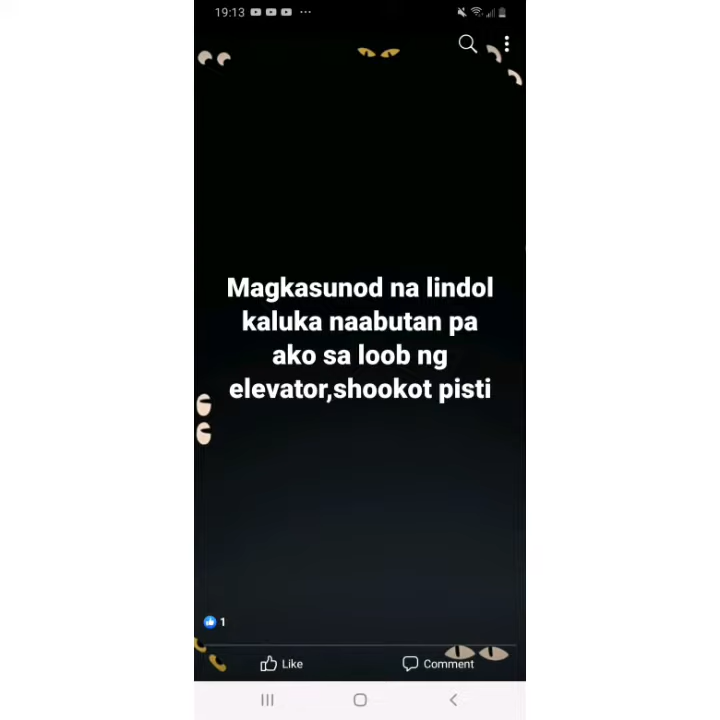 19:13
Magkasunod na lindol
kaluka naabutan pa
ako sa loob ng
elevator,shookot pisti
1
Like
Comment